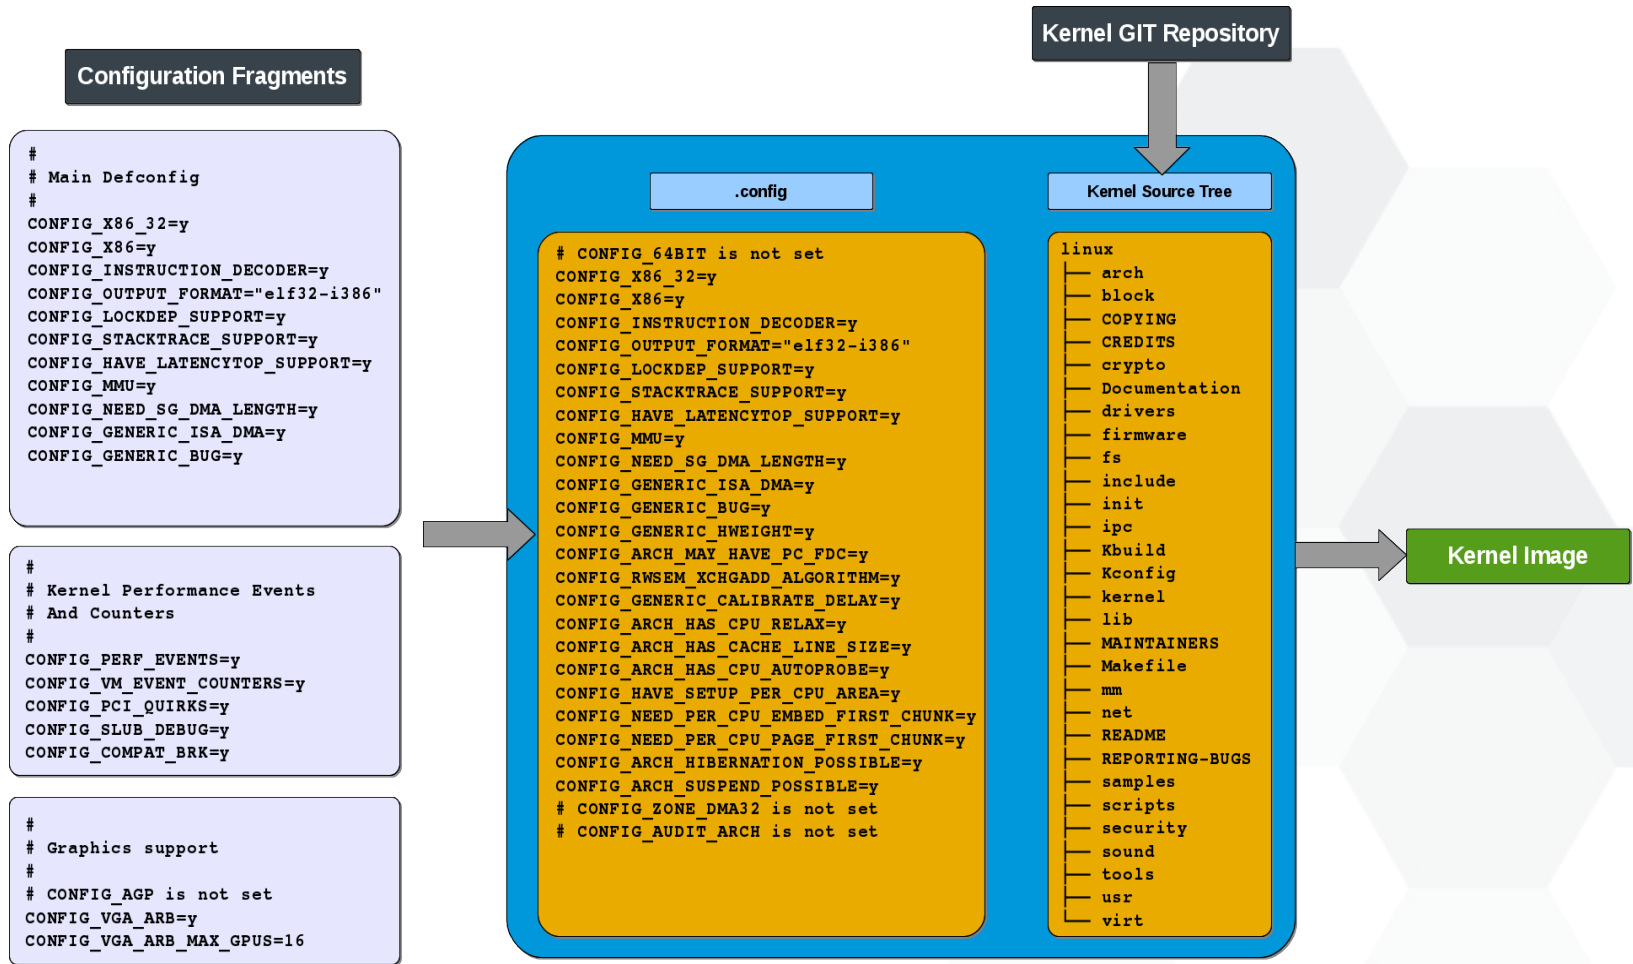 Kernel GIT Repository
Configuration Fragments
#
# Main Defconfig
#
CONFIG_X86_32=y
CONFIG_X86=y
CONFIG_INSTRUCTION_DECODER=y
CONFIG_OUTPUT_FORMAT="elf32-i386"
CONFIG_LOCKDEP_SUPPORT=y
CONFIG_STACKTRACE_SUPPORT=y
CONFIG_HAVE_LATENCYTOP_SUPPORT=y
CONFIG_MMU=y
CONFIG_NEED_SG_DMA_LENGTH=y
CONFIG_GENERIC_ISA_DMA=y
CONFIG_GENERIC_BUG=y
#
# Kernel Performance Events
# And Counters
#
CONFIG_PERF_EVENTS=y
CONFIG_VM_EVENT_COUNTERS=y
CONFIG_PCI_QUIRKS=y
CONFIG_SLUB_DEBUG=y
CONFIG_COMPAT_BRK=y
#
# Graphics support
#
# CONFIG_AGP is not set
CONFIG_VGA_ARB=y
CONFIG_VGA_ARB_MAX_GPUS=16
.config
# CONFIG_64BIT is not set
CONFIG_X86_32=y
CONFIG_X86=y
CONFIG_INSTRUCTION_DECODER=y
CONFIG_OUTPUT_FORMAT="elf32-i386"
CONFIG_LOCKDEP_SUPPORT=y
CONFIG_STACKTRACE_SUPPORT=y
CONFIG_HAVE_LATENCYTOP_SUPPORT=y
CONFIG_MMU=y
CONFIG_NEED_SG_DMA_LENGTH=y
CONFIG_GENERIC_ISA_DMA=y
CONFIG_GENERIC_BUG=y
CONFIG_GENERIC_HWEIGHT=y
CONFIG_ARCH_MAY_HAVE_PC_FDC=y
CONFIG_RWSEM_XCHGADD_ALGORITHM=y
CONFIG_GENERIC_CALIBRATE_DELAY=y
CONFIG_ARCH_HAS_CPU_RELAX=y
CONFIG_ARCH_HAS_CACHE_LINE_SIZE=y
CONFIG_ARCH_HAS_CPU_AUTOPROBE=y
CONFIG_HAVE_SETUP_PER_CPU_AREA=y
CONFIG_NEED_PER_CPU_EMBED_FIRST_CHUNK=y
CONFIG_NEED_PER_CPU_PAGE_FIRST_CHUNK=y
CONFIG_ARCH_HIBERNATION_POSSIBLE=y
CONFIG_ARCH_SUSPEND_POSSIBLE=y
# CONFIG_ZONE_DMA32 is not set
# CONFIG_AUDIT_ARCH is not set
Kernel Source Tree
linux
├── arch
├── block
├── COPYING
├── CREDITS
├── crypto
├── Documentation
├── drivers
├── firmware
├── fs
├── include
├── init
├── ipc
├── Kbuild
├── Kconfig
├── kernel
├── lib
├── MAINTAINERS
├── Makefile
├── mm
├── net
├── README
├── REPORTING-BUGS
├── samples
├── scripts
├── security
├── sound
├── tools
├── usr
└── virt
Kernel Image